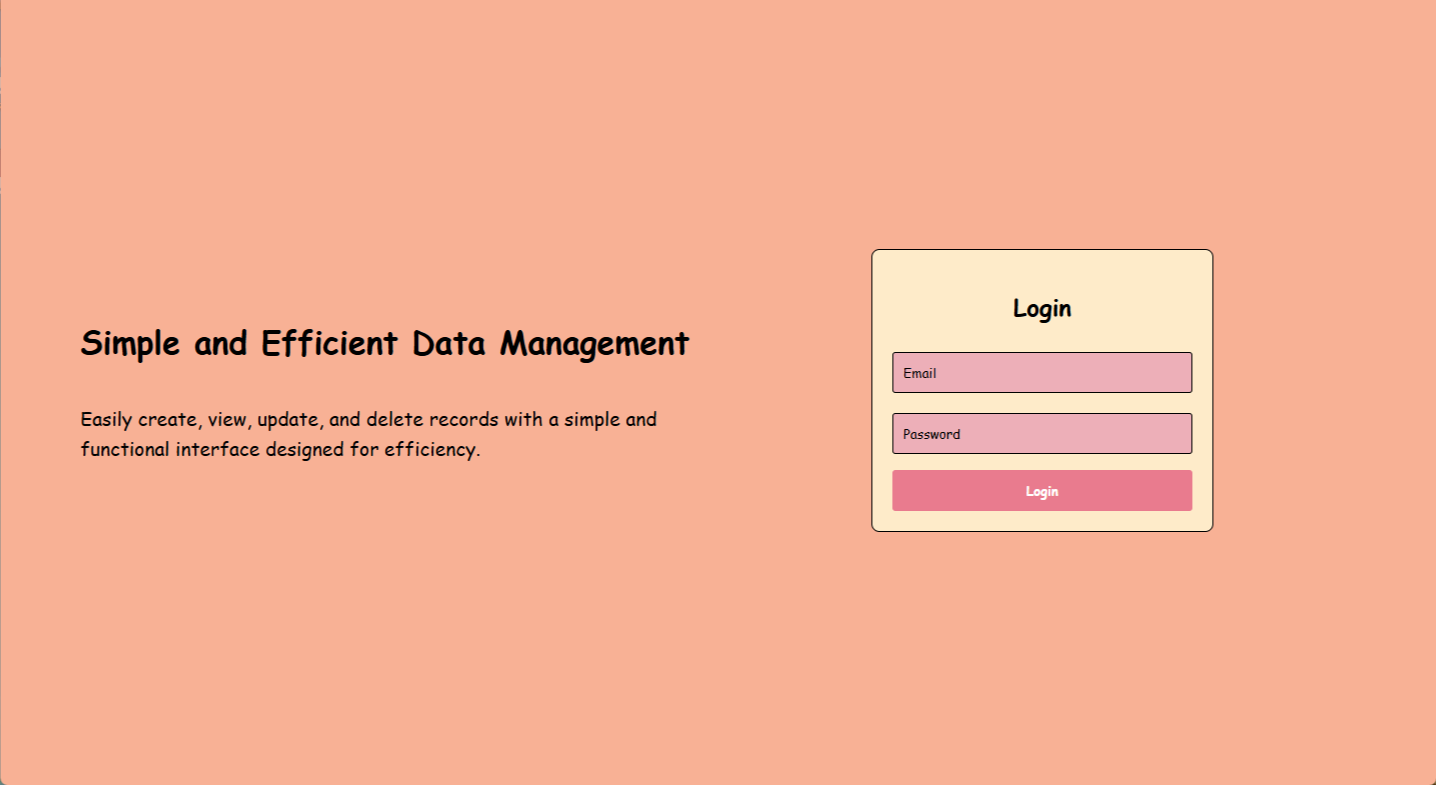 Simple and Efficient Data Management
Easily create, view, update, and delete records with a simple and
functional interface designed for efficiency.
Login
Email
Password
Login